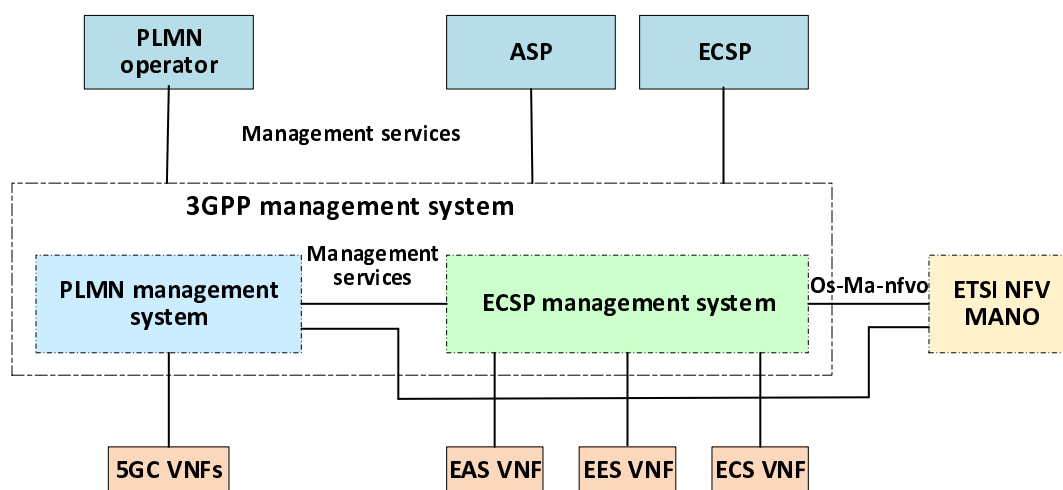 PLMN
operator
ASP
ECSP
Management services
3GPP management system
Management
services
PLMN management
system
ECSP management system
Os-Ma-nfvo
ETSI NFV
MANO
5GC VNFs
EAS VNF
EES VNF
ECS VNF